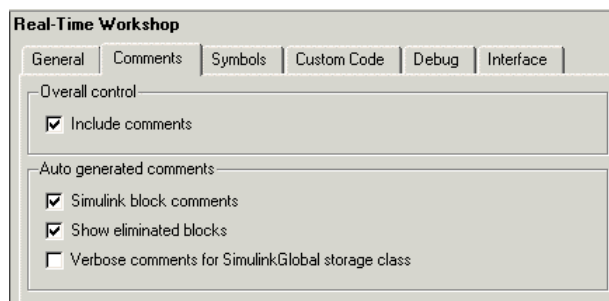 Real-Time Workshop
General Comments Symbols Custom Code Debug Interface
Overall control
Include comments
Auto generated comments
Simulink block comments
Show eliminated blocks
Verbose comments for SimulinkGlobal storage class